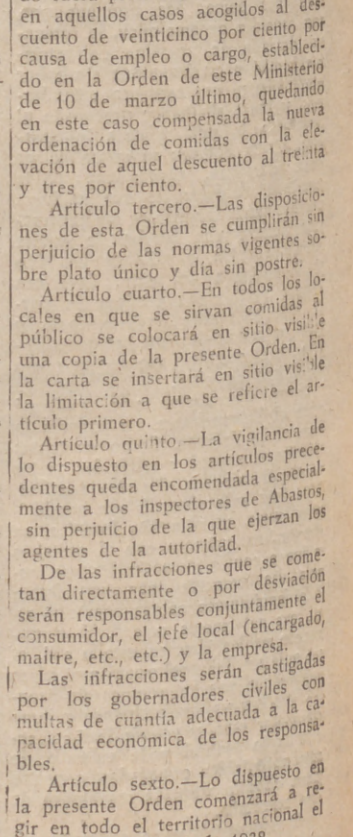 en aquellos casos acogidos al des-
cuento de veinticinco por ciento por
causa de empleo o cargo, estableci-
do en la Orden de este Ministerio
de 10 de marzo último, quedando
en este caso compensada la nueva
ordenación de comidas con la ele-
vación de aquel descuento al treinta
y tres por ciento.
Artículo tercero.—Las disposicio-
nes de esta Orden se cumplirán sin
perjuicio de las normas vigentes so-
bre plato único y día sin postre.
Artículo cuarto.—En todos los lo-
cales en que se sirvan comidas al
público se colocará en sitio visible
una copia de la presente Orden. En
la carta se insertará en sitio visible
la limitación a que se refiere el ar-
tículo primero.
Artículo quinto.—La vigilancia de
lo dispuesto en los artículos prece-
dentes queda encomendada especial-
mente a los inspectores de Abastos,
sin perjuicio de la que ejerzan los
agentes de la autoridad.
De las infracciones que se come-
tan directamente o por desviación
serán responsables conjuntamente el
consumidor, el jefe local (encargado,
maitre, etc., etc.) y la empresa.
Las infracciones serán castigadas
por los gobernadores civiles con
multas de cuantía adecuada a la ca-
pacidad económica de los responsa-
bles.
Artículo sexto.—Lo dispuesto en
la presente Orden comenzará a re-
gir en todo el territorio nacional el